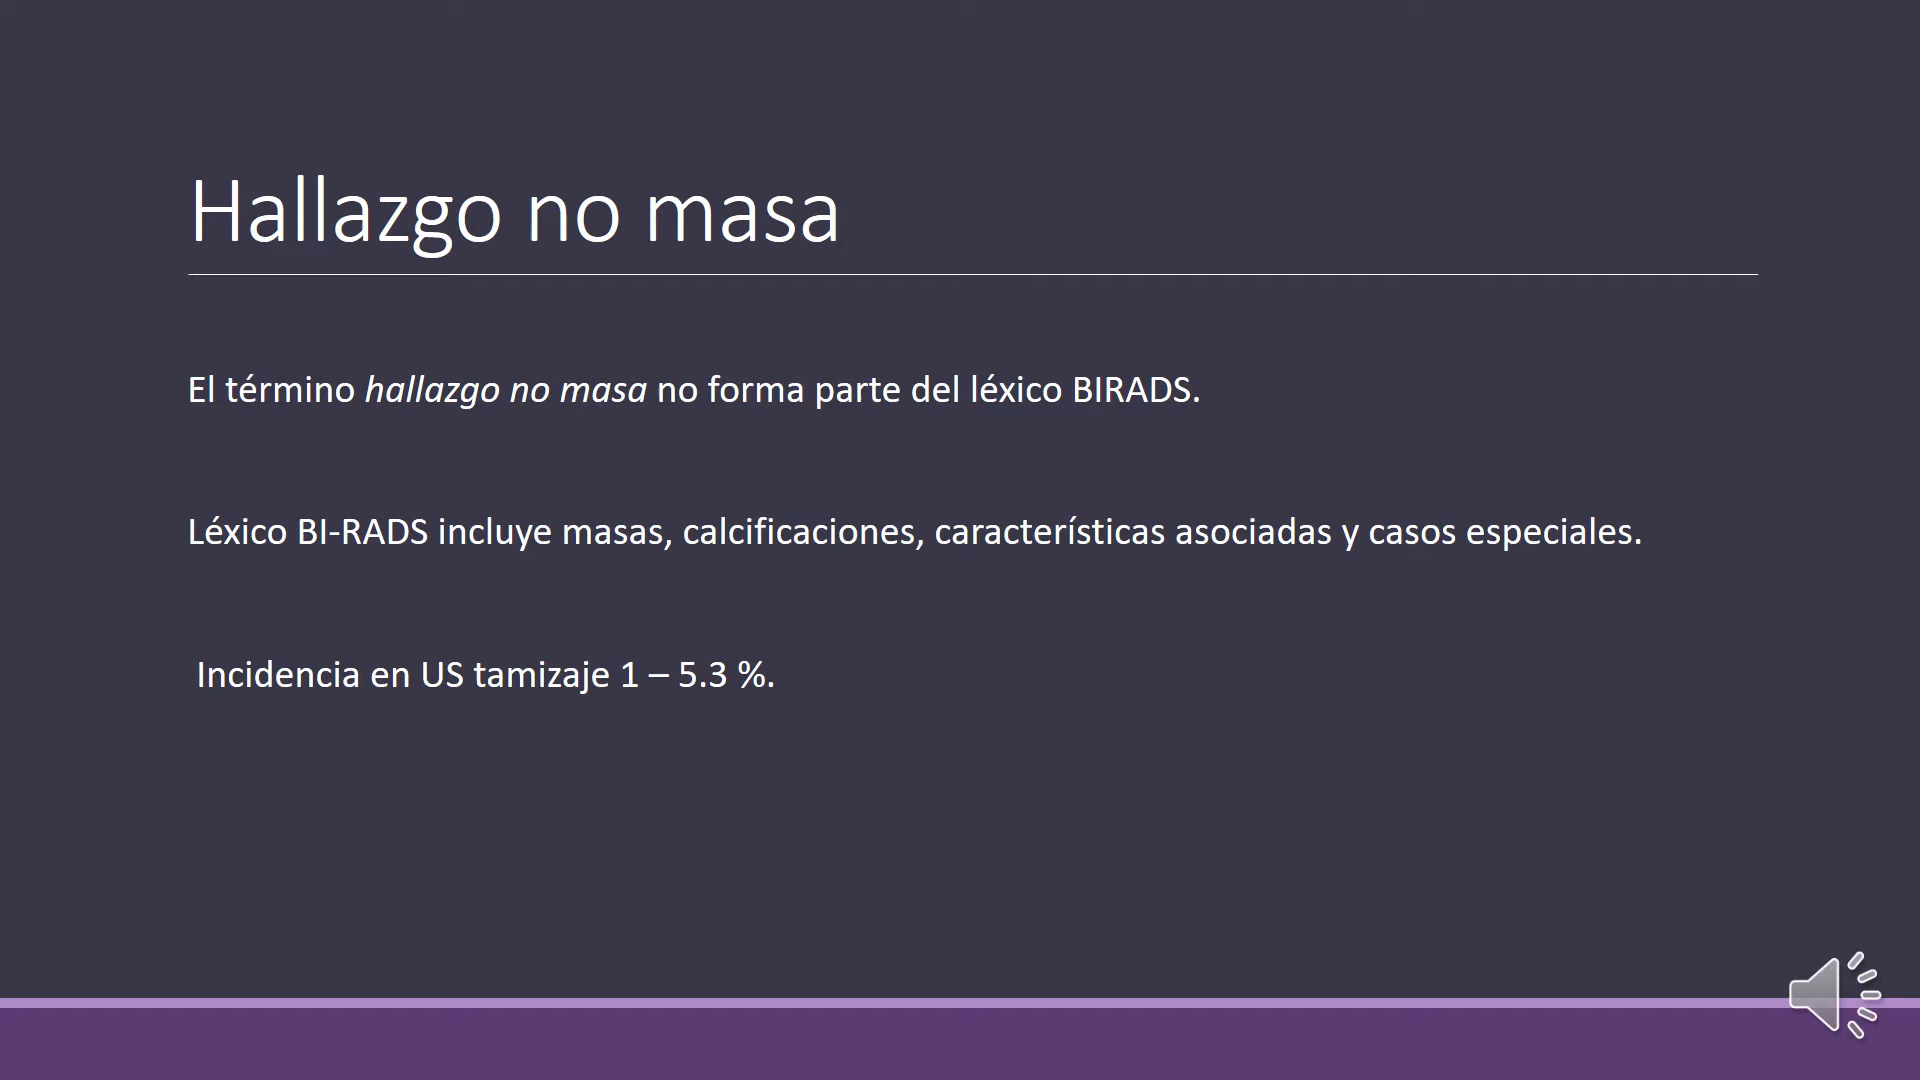 Hallazgo no masa
El término hallazgo no masa no forma parte del léxico BIRADS.
Léxico BI-RADS incluye masas, calcificaciones, características asociadas y casos especiales.
Incidencia en US tamizaje 1 – 5.3 %.